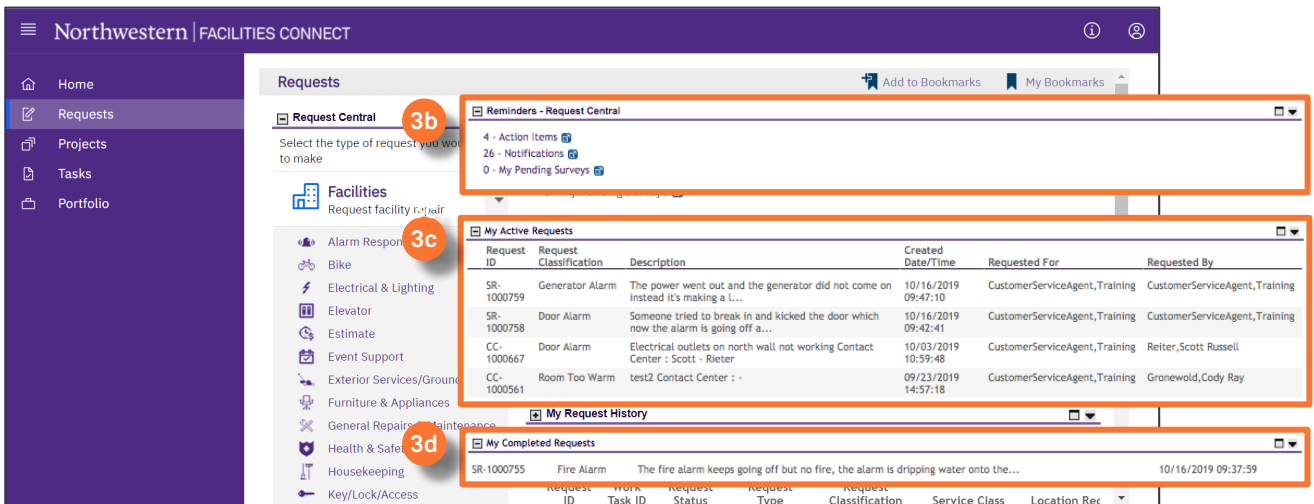 Northwestern | FACILITIES CONNECT
Home
Requests
Projects
Tasks
Portfolio
Requests
Add to Bookmarks
My Bookmarks
Request Central
Select the type of request you
to make
Facilities
Request facility repair
Alarm
Bike
Electrical & Lighting
Elevator
Estimate
Event Support
Exterior
Furniture & Appliances
General Repairs
Health &
Housekeeping
Key/Lock/Access
3b
Reminders - Request Central
4 - Action Items
26 - Notifications
0 - My Pending Surveys
3c
My Active Requests
Request ID Request Classification Description Created Date/Time Requested For Requested By
SR-1000759 Generator Alarm The power went out and the generator did not come on instead it's making a l... 10/16/2019 09:47:10 CustomerServiceAgent,Training CustomerServiceAgent,Training
SR-1000758 Door Alarm Someone tried to break in and kicked the door which now the alarm is going off a... 10/16/2019 09:42:41 CustomerServiceAgent,Training CustomerServiceAgent,Training
CC-1000667 Door Alarm Electrical outlets on north wall not working Contact Center : Scott - Rieter 10/03/2019 10:59:48 CustomerServiceAgent,Training Reiter,Scott Russell
CC-1000561 Room Too Warm test2 Contact Center : - 09/23/2019 14:57:18 CustomerServiceAgent,Training Gronewold,Cody Ray
My Request History
3d
My Completed Requests
SR-1000755 Fire Alarm The fire alarm keeps going off but no fire, the alarm is dripping water onto the... 10/16/2019 09:37:59
Request Work Request Request Request
ID Task ID Status Type Classification Service Class Location Rec